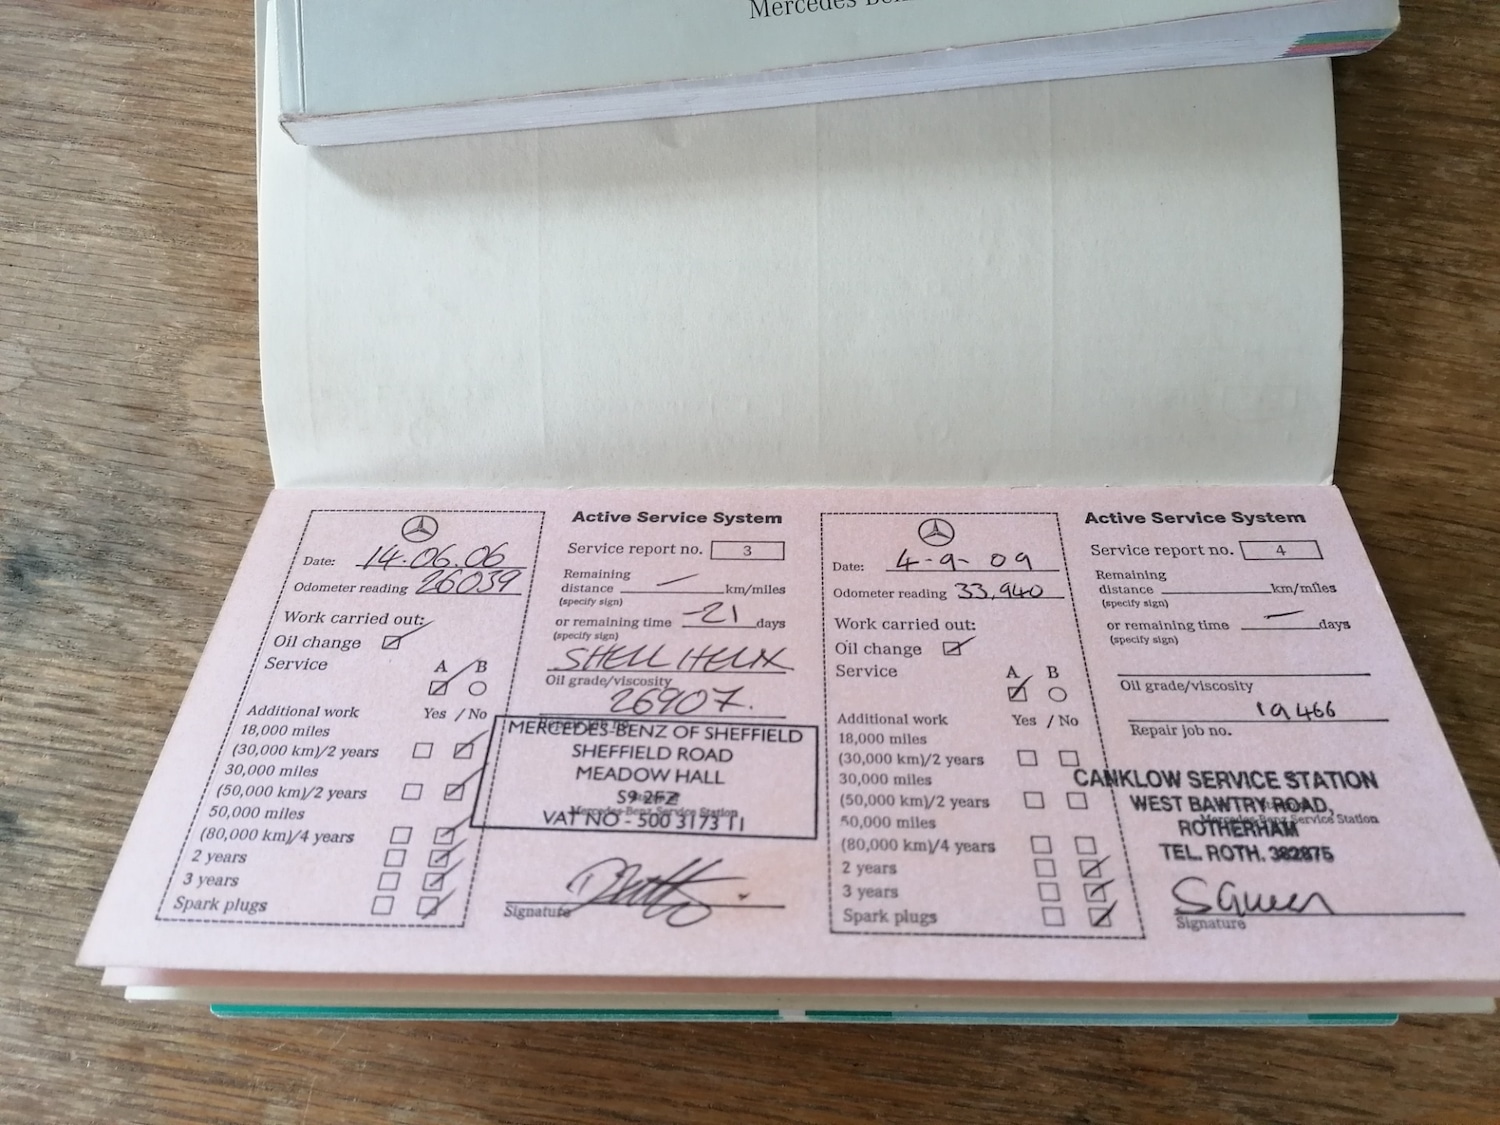 Mercedes-Benz
Date: 14.06.06
Odometer reading 26039
Work carried out:
Oil change
Service
A B
Additional work Yes / No
18,000 miles
(30,000 km)/2 years
30,000 miles
(50,000 km)/2 years
50,000 miles
(80,000 km)/4 years
2 years
3 years
Spark plugs
Active Service System
Service report no. 3
Remaining
distance — km/miles
(specify sign)
or remaining time -21 days
(specify sign)
SHELL HELIX
Oil grade/viscosity
26907.
MERCEDES-BENZ OF SHEFFIELD
SHEFFIELD ROAD
MEADOW HALL
S9 2FZ
Mercedes-Benz Service Station
VAT NO - 500 3173 11
Signature
Date: 4-9-09
Odometer reading 33,940
Work carried out:
Oil change
Service
A B
Additional work Yes / No
18,000 miles
(30,000 km)/2 years
30,000 miles
(50,000 km)/2 years
50,000 miles
(80,000 km)/4 years
2 years
3 years
Spark plugs
Active Service System
Service report no. 4
Remaining
distance km/miles
(specify sign)
or remaining time — days
(specify sign)
Oil grade/viscosity
19466
Repair job no.
CANKLOW SERVICE STATION
WEST BAWTRY ROAD,
Mercedes-Benz Service Station
ROTHERHAM
TEL. ROTH. 382875
Signature